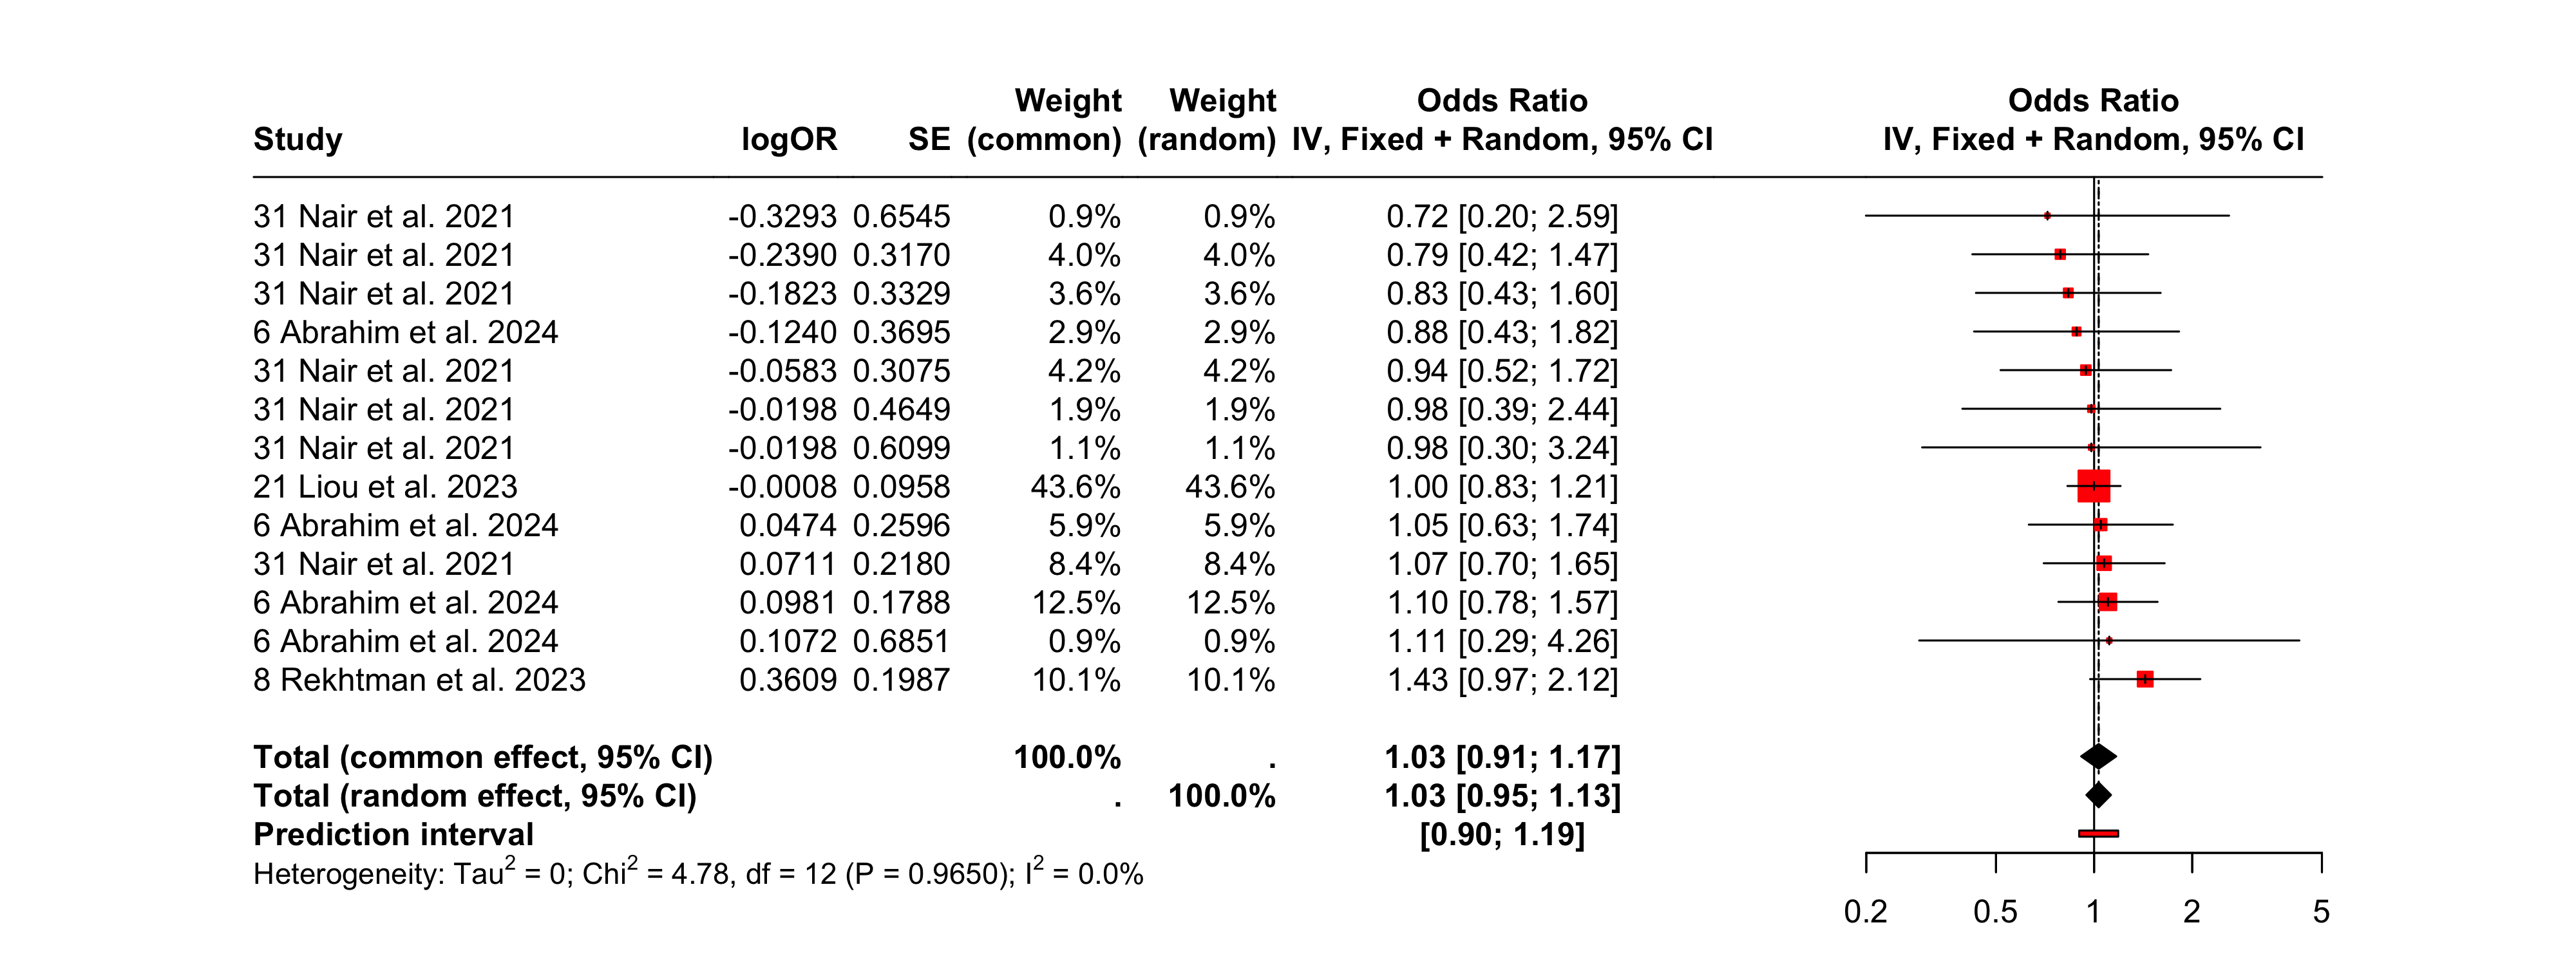 Weight Weight Odds Ratio Odds Ratio
Study logOR SE (common) (random) IV, Fixed + Random, 95% CI IV, Fixed + Random, 95% CI
31 Nair et al. 2021 -0.3293 0.6545 0.9% 0.9% 0.72 [0.20; 2.59]
31 Nair et al. 2021 -0.2390 0.3170 4.0% 4.0% 0.79 [0.42; 1.47]
31 Nair et al. 2021 -0.1823 0.3329 3.6% 3.6% 0.83 [0.43; 1.60]
6 Abrahim et al. 2024 -0.1240 0.3695 2.9% 2.9% 0.88 [0.43; 1.82]
31 Nair et al. 2021 -0.0583 0.3075 4.2% 4.2% 0.94 [0.52; 1.72]
31 Nair et al. 2021 -0.0198 0.4649 1.9% 1.9% 0.98 [0.39; 2.44]
31 Nair et al. 2021 -0.0198 0.6099 1.1% 1.1% 0.98 [0.30; 3.24]
21 Liou et al. 2023 -0.0008 0.0958 43.6% 43.6% 1.00 [0.83; 1.21]
6 Abrahim et al. 2024 0.0474 0.2596 5.9% 5.9% 1.05 [0.63; 1.74]
31 Nair et al. 2021 0.0711 0.2180 8.4% 8.4% 1.07 [0.70; 1.65]
6 Abrahim et al. 2024 0.0981 0.1788 12.5% 12.5% 1.10 [0.78; 1.57]
6 Abrahim et al. 2024 0.1072 0.6851 0.9% 0.9% 1.11 [0.29; 4.26]
8 Rekhtman et al. 2023 0.3609 0.1987 10.1% 10.1% 1.43 [0.97; 2.12]
Total (common effect, 95% CI) 100.0% . 1.03 [0.91; 1.17]
Total (random effect, 95% CI) . 100.0% 1.03 [0.95; 1.13]
Prediction interval [0.90; 1.19]
Heterogeneity: Tau² = 0; Chi² = 4.78, df = 12 (P = 0.9650); I² = 0.0%
0.2 0.5 1 2 5